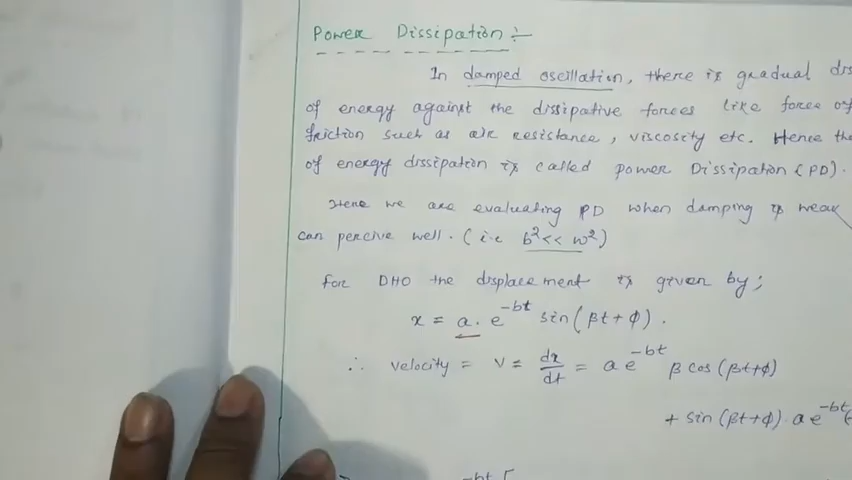 Power Dissipation :-
In damped oscillation, there is gradual dis
of energy against the dissipative forces like force of
friction such as air resistance, viscosity etc. Hence the
of energy dissipation is called power Dissipation (PD).
Here we are evaluating PD when damping is weak
can percive well. (i.e b² << w²)
for DHO the displacement is given by;
x = a. e^-bt sin(βt+φ).
∴ velocity = v = dx/dt = a e^-bt β cos (βt+φ)
+ sin (βt+φ). a e^-bt (-
e^-bt [